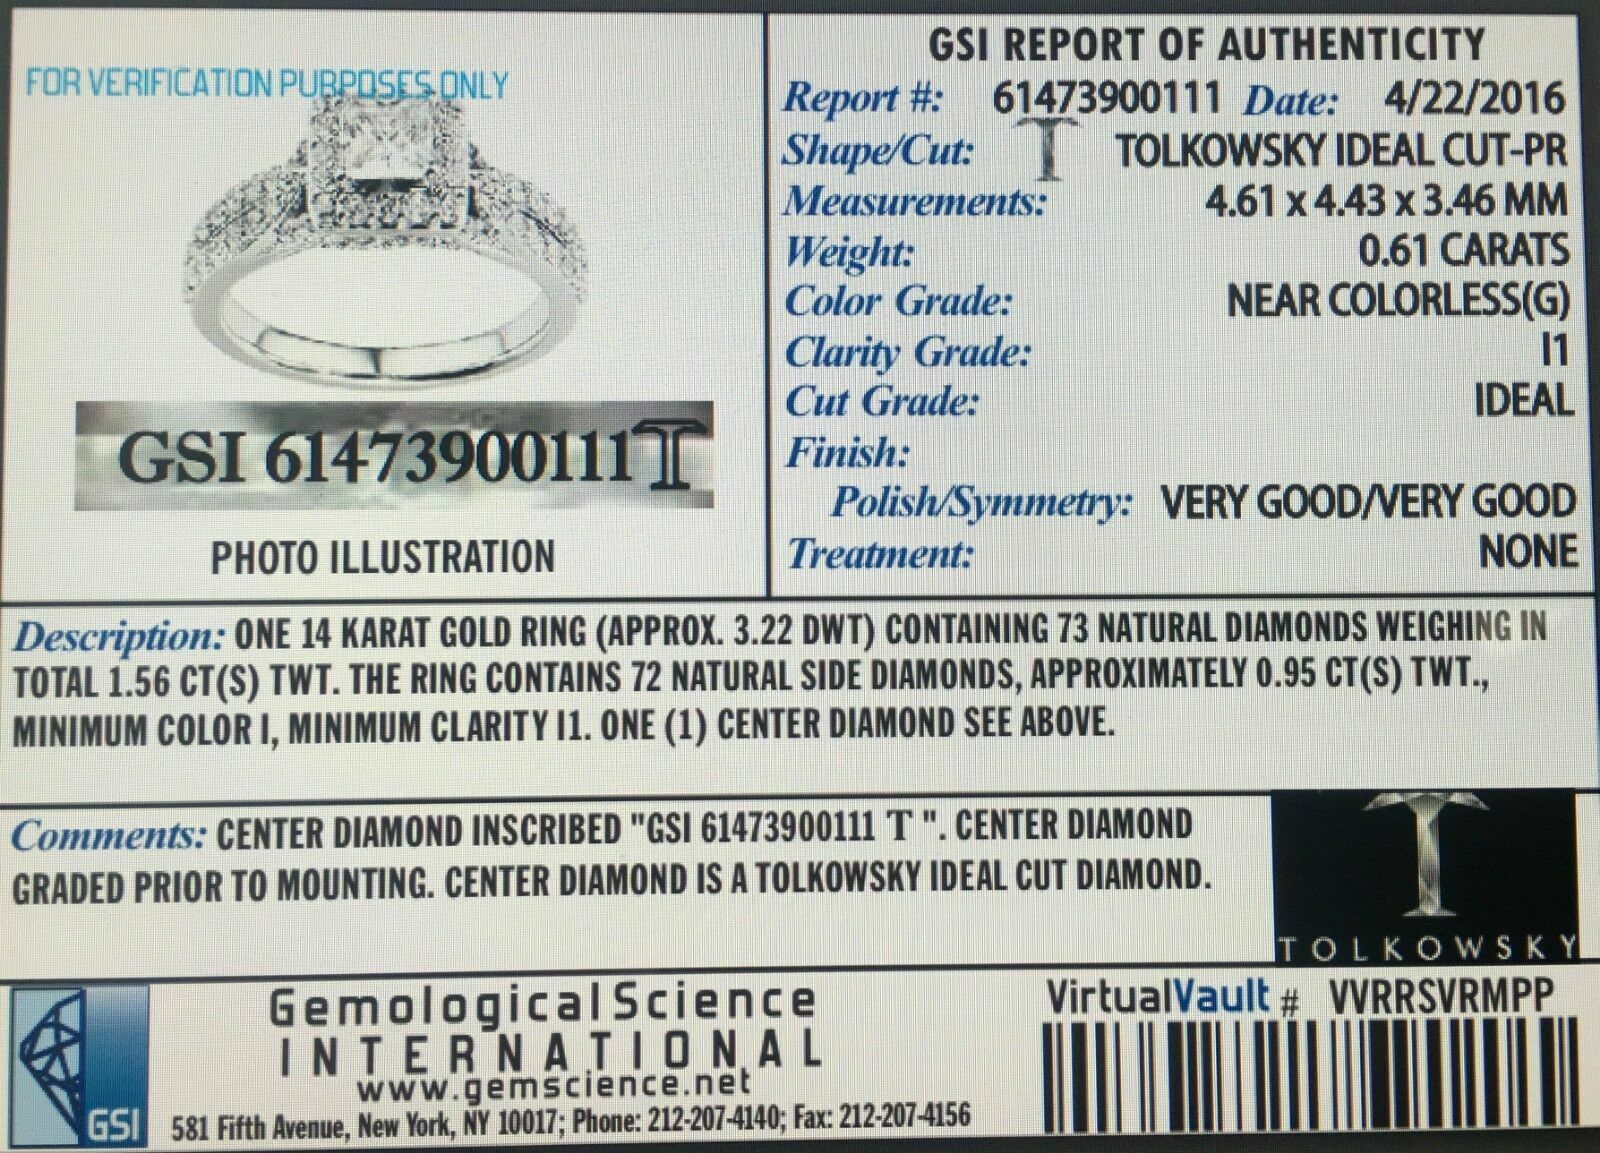 FOR VERIFICATION PURPOSES ONLY
GSI 61473900111 T
PHOTO ILLUSTRATION
GSI REPORT OF AUTHENTICITY
Report #: 61473900111 Date: 4/22/2016
Shape/Cut: T TOLKOWSKY IDEAL CUT-PR
Measurements: 4.61 x 4.43 x 3.46 MM
Weight: 0.61 CARATS
Color Grade: NEAR COLORLESS(G)
Clarity Grade: I1
Cut Grade: IDEAL
Finish:
Polish/Symmetry: VERY GOOD/VERY GOOD
Treatment: NONE
Description: ONE 14 KARAT GOLD RING (APPROX. 3.22 DWT) CONTAINING 73 NATURAL DIAMONDS WEIGHING IN
TOTAL 1.56 CT(S) TWT. THE RING CONTAINS 72 NATURAL SIDE DIAMONDS, APPROXIMATELY 0.95 CT(S) TWT.,
MINIMUM COLOR I, MINIMUM CLARITY I1. ONE (1) CENTER DIAMOND SEE ABOVE.
Comments: CENTER DIAMOND INSCRIBED "GSI 61473900111 T ". CENTER DIAMOND
GRADED PRIOR TO MOUNTING. CENTER DIAMOND IS A TOLKOWSKY IDEAL CUT DIAMOND.
T
TOLKOWSKY
GSI
GemologicalScience
INTERNATIONAL
www.gemscience.net
581 Fifth Avenue, New York, NY 10017; Phone: 212-207-4140; Fax: 212-207-4156
VirtualVault # VVRRSVRMPP